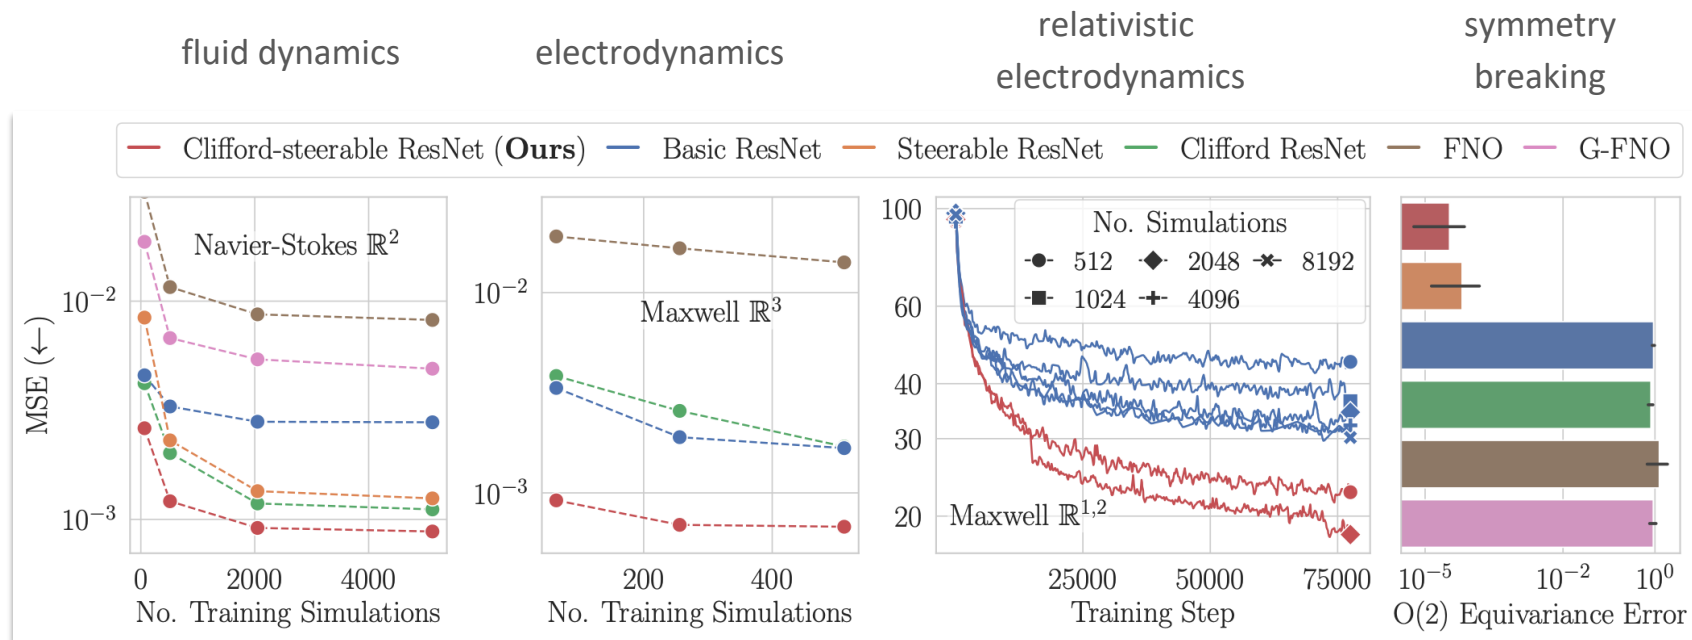 fluid dynamics
electrodynamics
relativistic
electrodynamics
symmetry
breaking
Clifford-steerable ResNet (Ours)
Basic ResNet
Steerable ResNet
Clifford ResNet
FNO
G-FNO
MSE (←)
10⁻²
10⁻³
Navier-Stokes ℝ²
0
2000
4000
No. Training Simulations
10⁻²
10⁻³
Maxwell ℝ³
200
400
No. Training Simulations
100
60
40
30
20
No. Simulations
512
2048
8192
1024
4096
Maxwell ℝ¹,²
25000
50000
75000
Training Step
10⁻⁵
10⁻²
10⁰
O(2) Equivariance Error